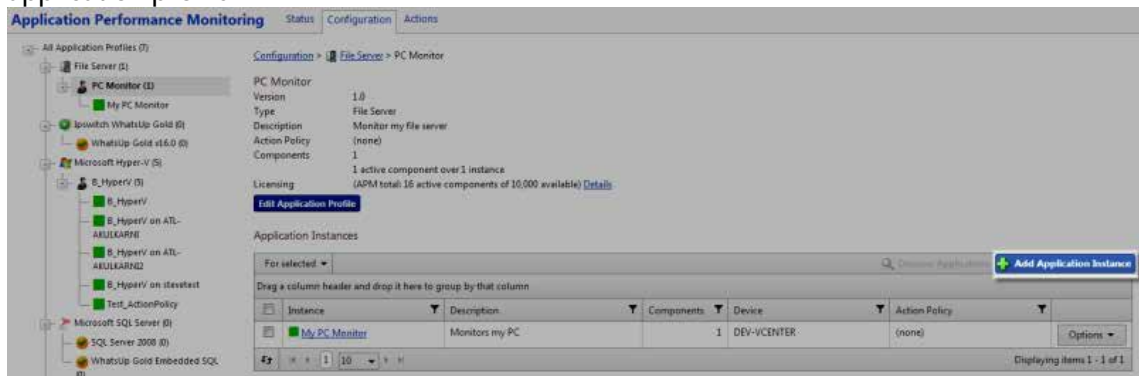 Application Performance Monitoring Status Configuration Actions
All Application Profiles (7)
File Server (1)
PC Monitor (1)
My PC Monitor
Ipswitch WhatsUp Gold (0)
WhatsUp Gold v16.0 (0)
Microsoft Hyper-V (5)
B_HyperV (5)
B_HyperV
B_HyperV on ATL-
AKULKARNI
B_HyperV on ATL-
AKULKARNI2
B_HyperV on stevetest
Test_ActionPolicy
Microsoft SQL Server (0)
SQL Server 2008 (0)
WhatsUp Gold Embedded SQL
(0)
Configuration > File Server > PC Monitor
PC Monitor
Version 1.0
Type File Server
Description Monitor my file server
Action Policy (none)
Components 1
1 active component over 1 instance
Licensing (APM total: 16 active components of 10,000 available) Details
Edit Application Profile
Application Instances
For selected Discover Applications Add Application Instance
Drag a column header and drop it here to group by that column
Instance Description Components Device Action Policy
My PC Monitor Monitors my PC 1 DEV-VCENTER (none) Options
1 10 Displaying items 1 - 1 of 1